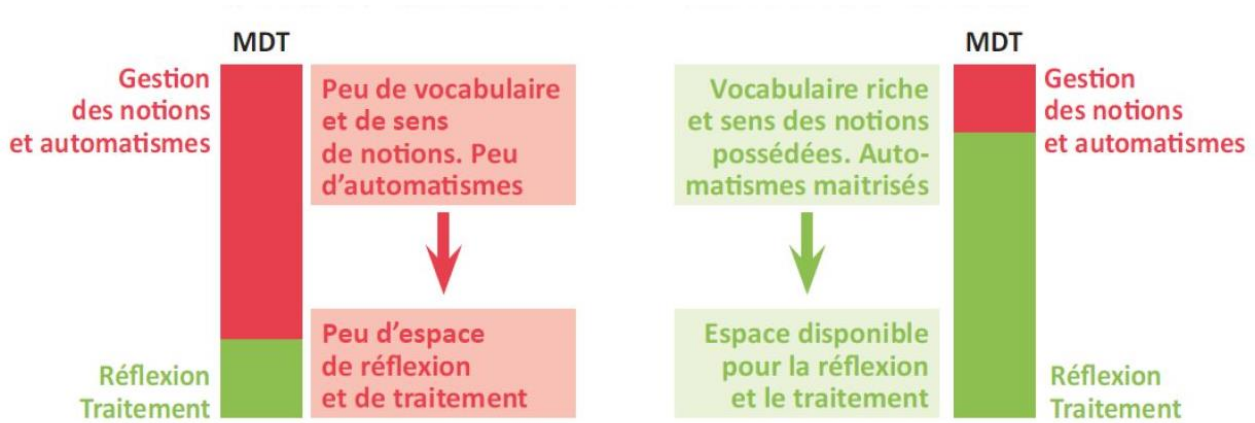 MDT
Gestion
des notions
et automatismes
Peu de vocabulaire
et de sens
de notions. Peu
d’automatismes
Peu d’espace
de réflexion
et de traitement
Réflexion
Traitement
MDT
Vocabulaire riche
et sens des notions
possédées. Auto-
matismes maitrisés
Gestion
des notions
et automatismes
Espace disponible
pour la réflexion
et le traitement
Réflexion
Traitement